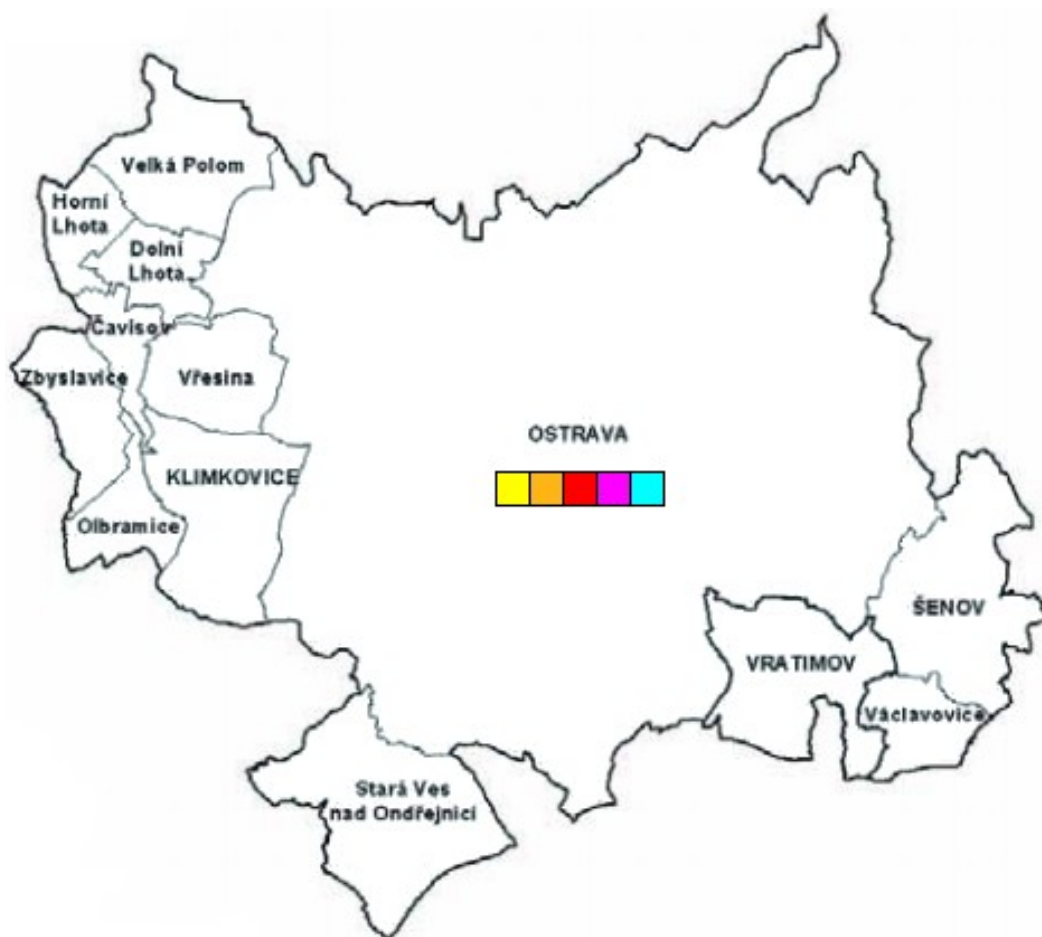 Velká Polom
Horní
Lhota
Dolní
Lhota
Čavisov
Zbyslavice
Vřesina
OSTRAVA
KLIMKOVICE
Olbramice
ŠENOV
VRATIMOV
Václavovice
Stará Ves
nad Ondřejnicí